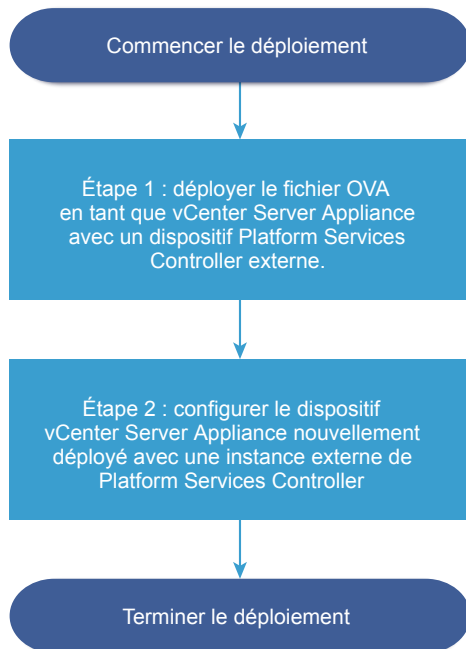 Commencer le déploiement
Étape 1 : déployer le fichier OVA
en tant que vCenter Server Appliance
avec un dispositif Platform Services
Controller externe.
Étape 2 : configurer le dispositif
vCenter Server Appliance nouvellement
déployé avec une instance externe de
Platform Services Controller
Terminer le déploiement